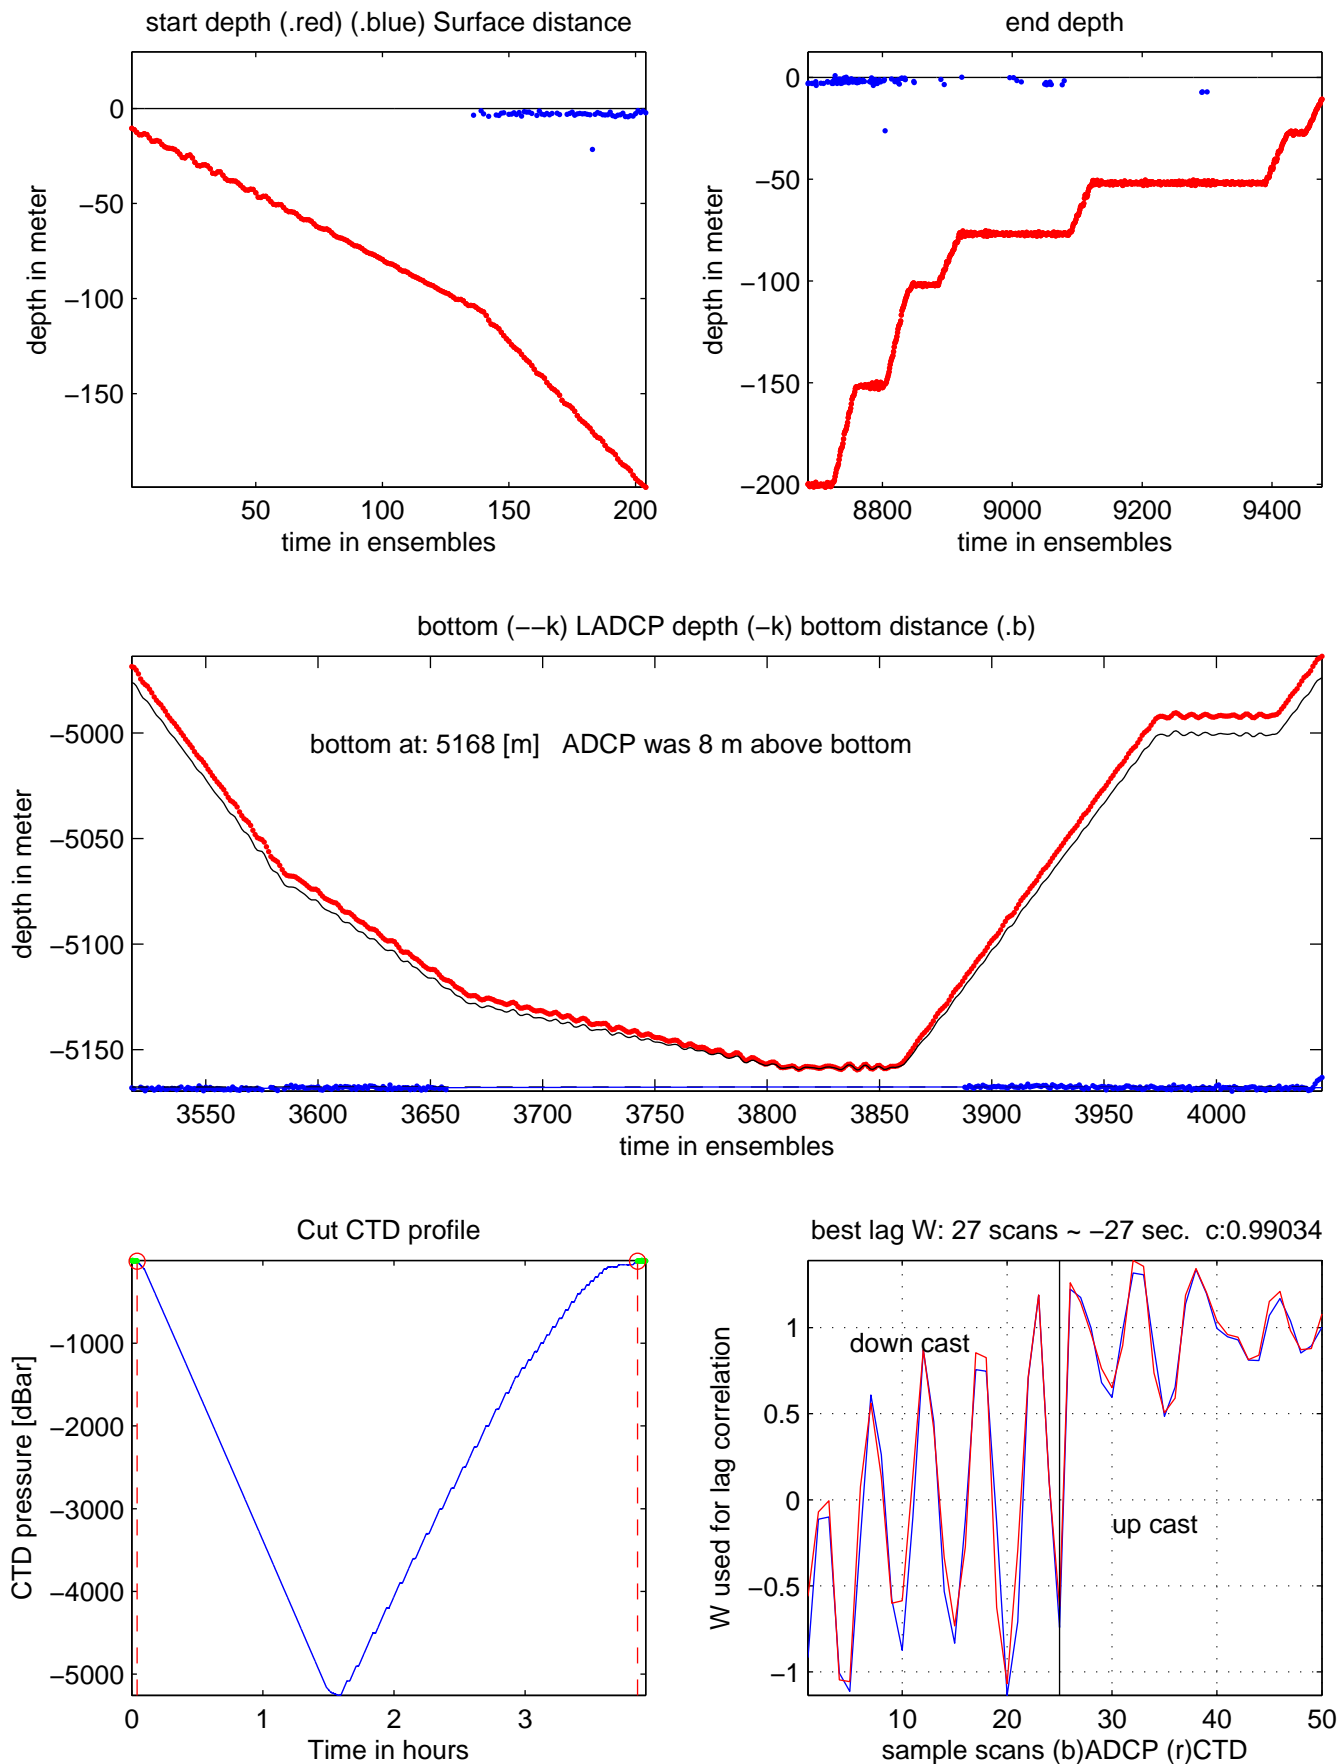 start depth (.red) (.blue) Surface distance
end depth
0
−50
−100
−150
depth in meter
50
100
150
200
time in ensembles
0
−50
−100
−150
−200
depth in meter
8800
9000
9200
9400
time in ensembles
bottom (−−k) LADCP depth (−k) bottom distance (.b)
bottom at: 5168 [m]   ADCP was 8 m above bottom
−5000
−5050
−5100
−5150
depth in meter
3550
3600
3650
3700
3750
3800
3850
3900
3950
4000
time in ensembles
Cut CTD profile
−1000
−2000
−3000
−4000
−5000
CTD pressure [dBar]
0
1
2
3
Time in hours
best lag W: 27 scans ~ −27 sec.  c:0.99034
down cast
up cast
1
0.5
0
−0.5
−1
W used for lag correlation
10
20
30
40
50
sample scans (b)ADCP (r)CTD